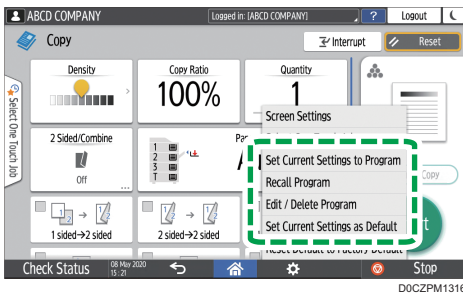 ABCD COMPANY
Logged in: [ABCD COMPANY]
?
Logout
Copy
Interrupt
Reset
Select One Touch Job
Density
Copy Ratio
100%
Quantity
1
2 Sided/Combine
Off
...
1
2
3
T
Screen Settings
Set Current Settings to Program
Recall Program
Edit / Delete Program
Set Current Settings as Default
Reset Default to Factory Default
Copy
1 sided→2 sided
2 sided→2 sided
Check Status
08 May 2020
15:21
Stop
D0CZPM1316